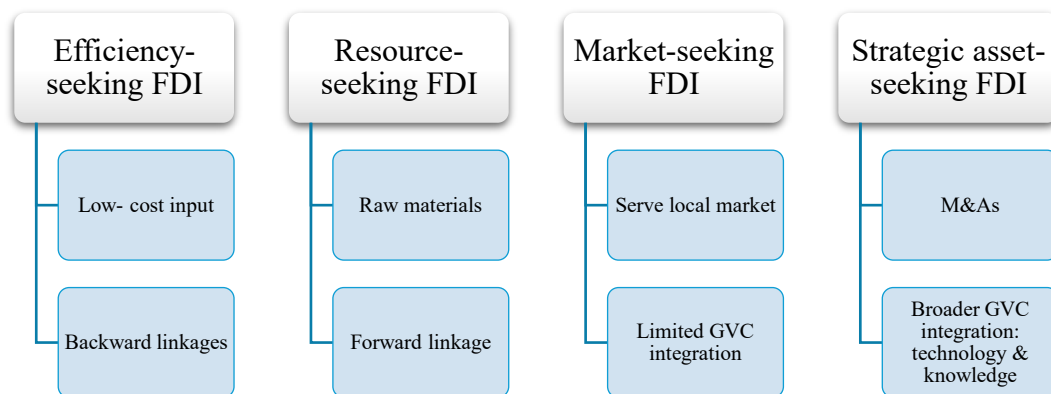 Efficiency-
seeking FDI
Low- cost input
Backward linkages
Resource-
seeking FDI
Raw materials
Forward linkage
Market-seeking
FDI
Serve local market
Limited GVC
integration
Strategic asset-
seeking FDI
M&As
Broader GVC
integration:
technology &
knowledge